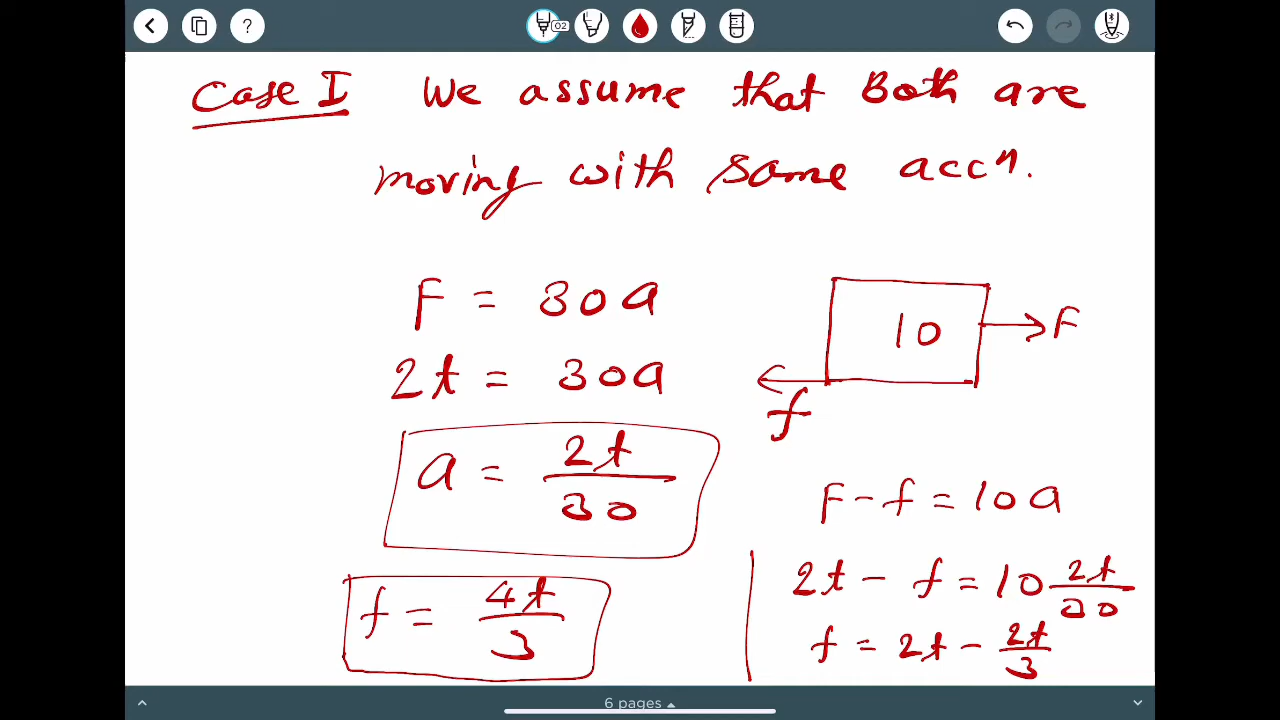 ?
02
Case I We assume that Both are
moving with same accⁿ.
F = 30a
2t = 30a
a = 2t/30
f = 4t/3
10
F
f
F - f = 10a
2t - f = 10 2t/30
f = 2t - 2t/3
6 pages